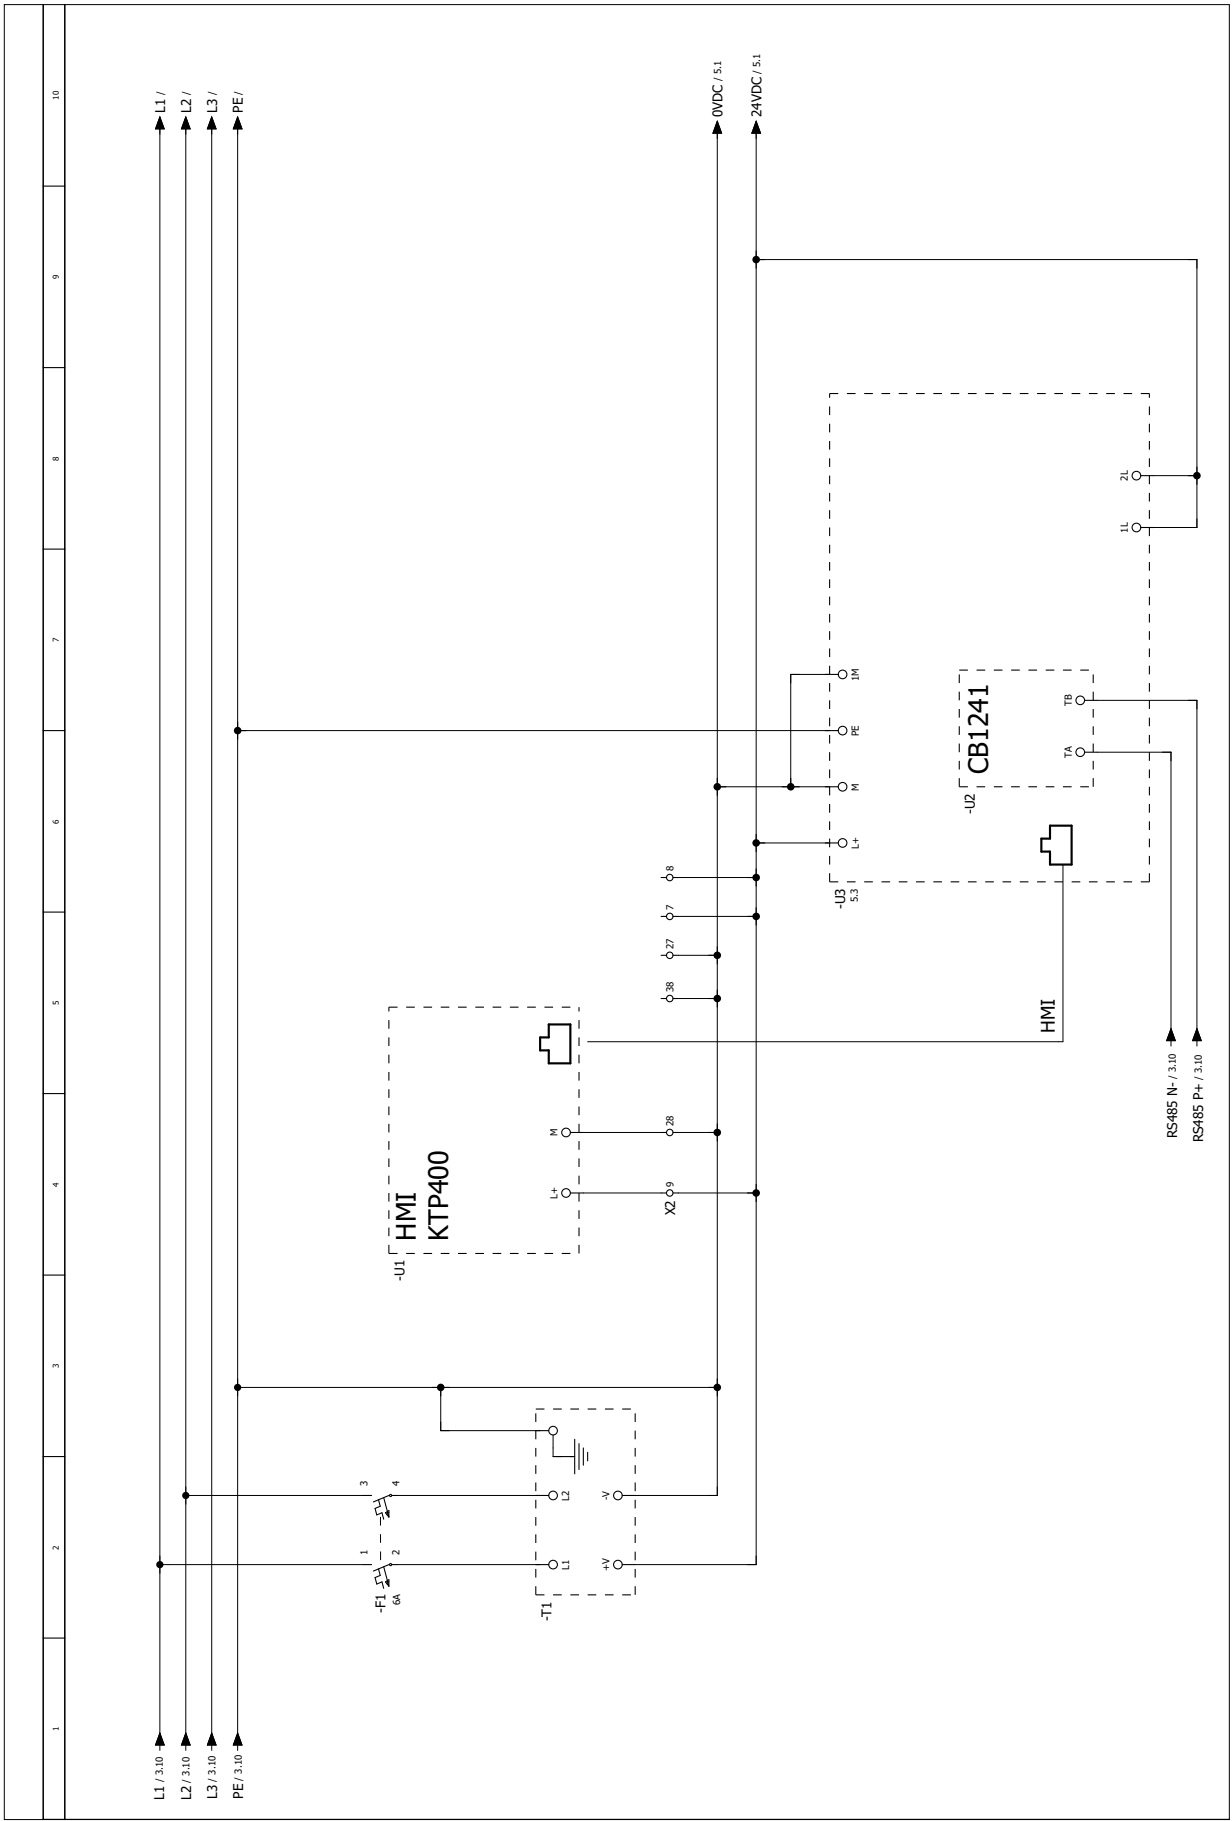 1
2
3
4
5
6
7
8
9
10
L1 / 3.10
L1 /
L2 / 3.10
L2 /
L3 / 3.10
L3 /
PE / 3.10
PE /
-F1
6A
1
2
3
4
-T1
L1
L2
+V
-V
-U1
HMI
KTP400
L+
M
X2
9
28
38
27
7
8
0VDC / 5.1
24VDC / 5.1
-U3
5.3
L+
M
PE
1M
-U2
CB1241
TA
TB
1L
2L
HMI
RS485 N- / 3.10
RS485 P+ / 3.10